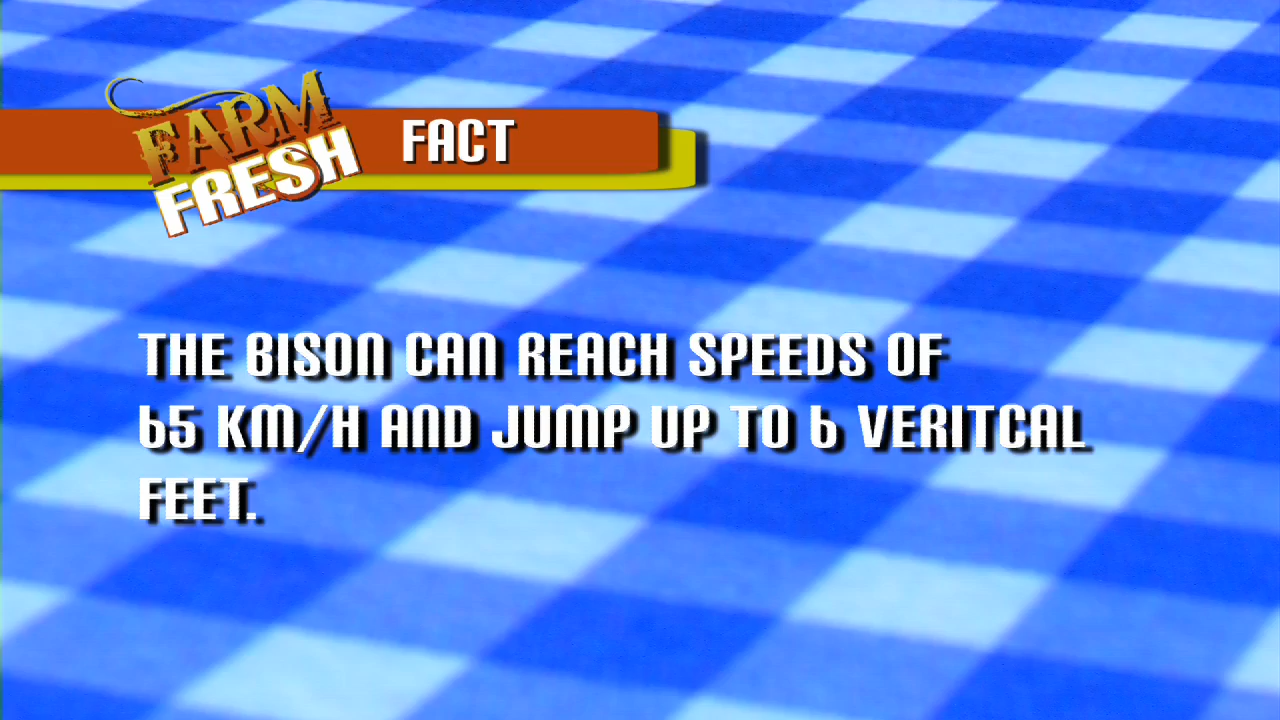 FARM
FRESH
FACT
THE BISON CAN REACH SPEEDS OF
65 KM/H AND JUMP UP TO 6 VERITCAL
FEET.